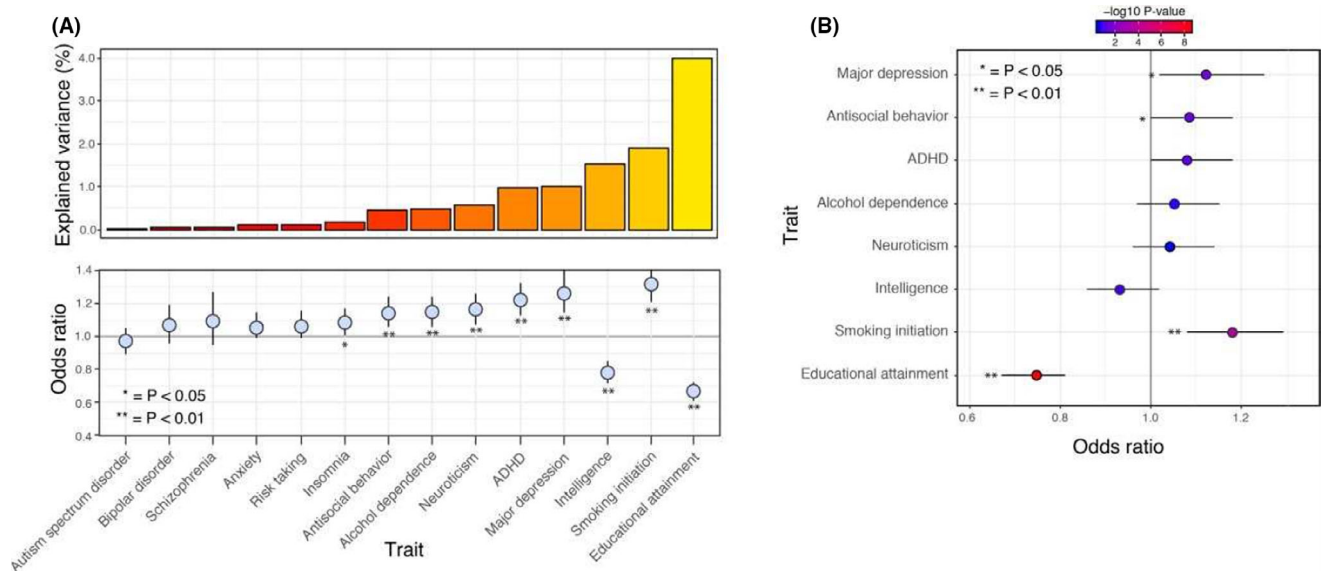 (A)
Explained variance (%)
4.0
3.0
2.0
1.0
0.0
Odds ratio
1.4
1.2
1.0
0.8
0.6
0.4
*
**
**
**
**
**
**
**
**
* = P < 0.05
** = P < 0.01
Autism spectrum disorder
Bipolar disorder
Schizophrenia
Anxiety
Risk taking
Insomnia
Antisocial behavior
Alcohol dependence
Neuroticism
ADHD
Major depression
Intelligence
Smoking initiation
Educational attainment
Trait
(B)
−log10 P-value
2 4 6 8
* = P < 0.05
** = P < 0.01
Trait
Major depression *
Antisocial behavior *
ADHD
Alcohol dependence
Neuroticism
Intelligence
Smoking initiation **
Educational attainment **
0.6 0.8 1.0 1.2
Odds ratio